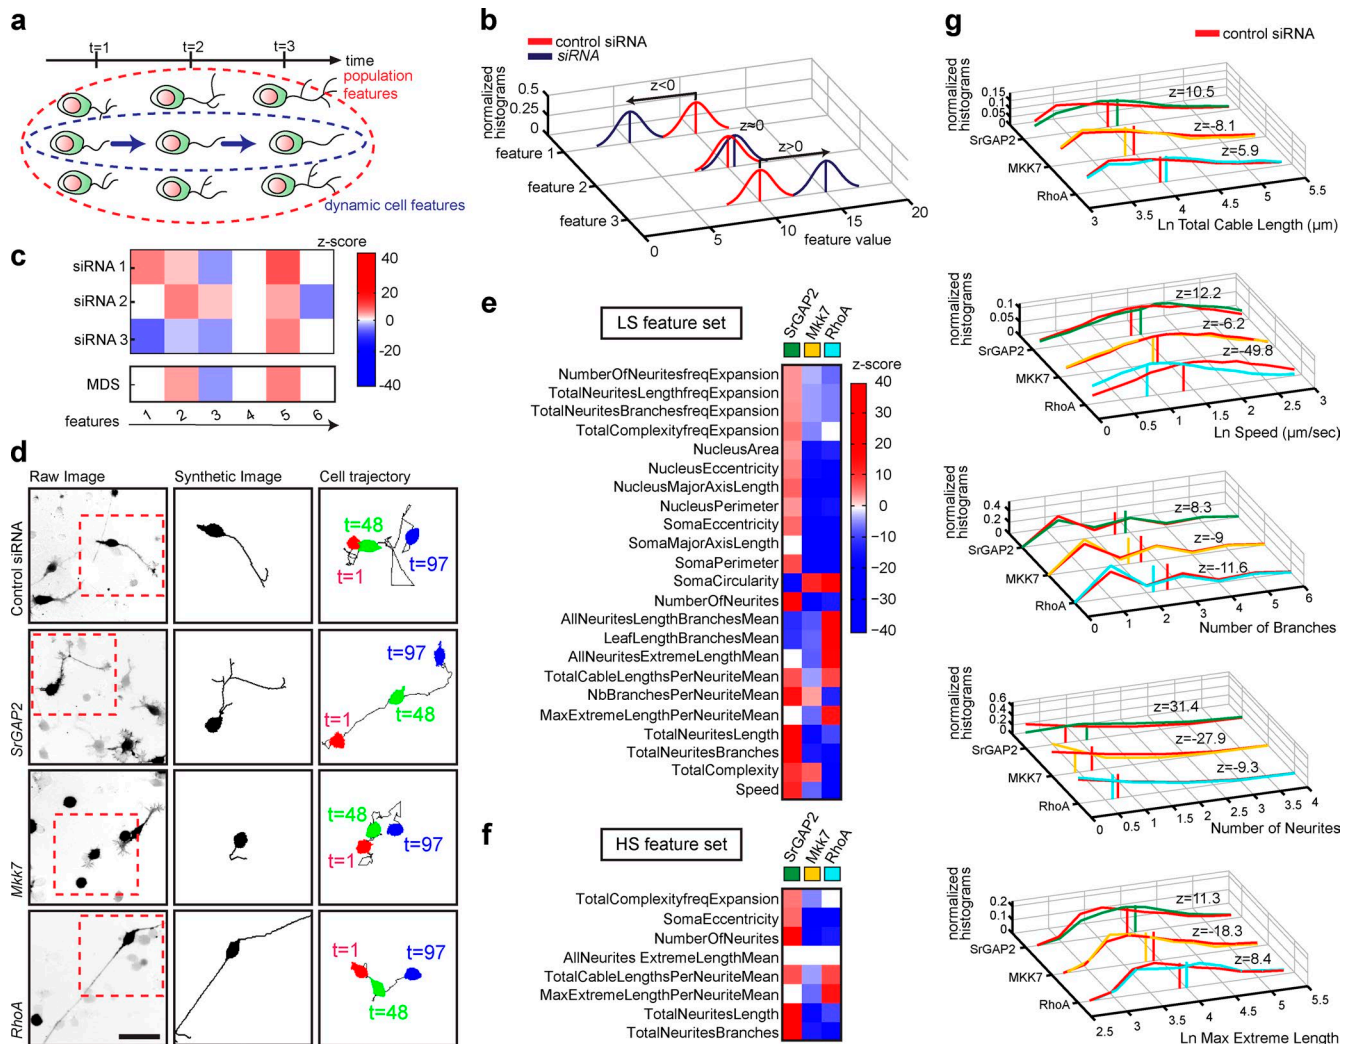 a
t=1
t=2
t=3
time
population
features
dynamic cell features
b
control siRNA
siRNA
normalized
histograms
0.5
0.25
0
z<0
z≈0
z>0
feature 1
feature 2
feature 3
0
5
10
15
20
feature value
c
z-score
siRNA 1
siRNA 2
siRNA 3
MDS
40
20
0
-20
-40
features
1
2
3
4
5
6
d
Raw Image
Synthetic Image
Cell trajectory
Control siRNA
t=48
t=1
t=97
SrGAP2
t=97
t=48
t=1
Mkk7
t=48
t=97
t=1
RhoA
t=1
t=97
t=48
e
LS feature set
SrGAP2
Mkk7
RhoA
z-score
NumberOfNeuritesfreqExpansion
TotalNeuritesLengthfreqExpansion
TotalNeuritesBranchesfreqExpansion
TotalComplexityfreqExpansion
NucleusArea
NucleusEccentricity
NucleusMajorAxisLength
NucleusPerimeter
SomaEccentricity
SomaMajorAxisLength
SomaPerimeter
SomaCircularity
NumberOfNeurites
AllNeuritesLengthBranchesMean
LeafLengthBranchesMean
AllNeuritesExtremeLengthMean
TotalCableLengthsPerNeuriteMean
NbBranchesPerNeuriteMean
MaxExtremeLengthPerNeuriteMean
TotalNeuritesLength
TotalNeuritesBranches
TotalComplexity
Speed
40
30
20
10
0
−10
−20
−30
−40
f
HS feature set
SrGAP2
Mkk7
RhoA
TotalComplexityfreqExpansion
SomaEccentricity
NumberOfNeurites
AllNeurites ExtremeLengthMean
TotalCableLengthsPerNeuriteMean
MaxExtremeLengthPerNeuriteMean
TotalNeuritesLength
TotalNeuritesBranches
g
control siRNA
normalized
histograms
0.15
0.1
0.05
0
z=10.5
z=-8.1
z=5.9
SrGAP2
MKK7
RhoA
3
3.5
4
4.5
5
5.5
Ln Total Cable Length (µm)
normalized
histograms
0.1
0.05
0
z=12.2
z=-6.2
z=-49.8
SrGAP2
MKK7
RhoA
0
0.5
1
1.5
2
2.5
3
Ln Speed (µm/sec)
normalized
histograms
0.4
0.2
0
z=8.3
z=-9
z=-11.6
SrGAP2
MKK7
RhoA
0
1
2
3
4
5
6
Number of Branches
normalized
histograms
0.6
0.4
0.2
0
z=31.4
z=-27.9
z=-9.3
SrGAP2
MKK7
RhoA
0
0.5
1
1.5
2
2.5
3
3.5
4
Number of Neurites
normalized
histograms
0.2
0.1
0
z=11.3
z=-18.3
z=8.4
SrGAP2
MKK7
RhoA
2.5
3
3.5
4
4.5
5
5.5
Ln Max Extreme Length